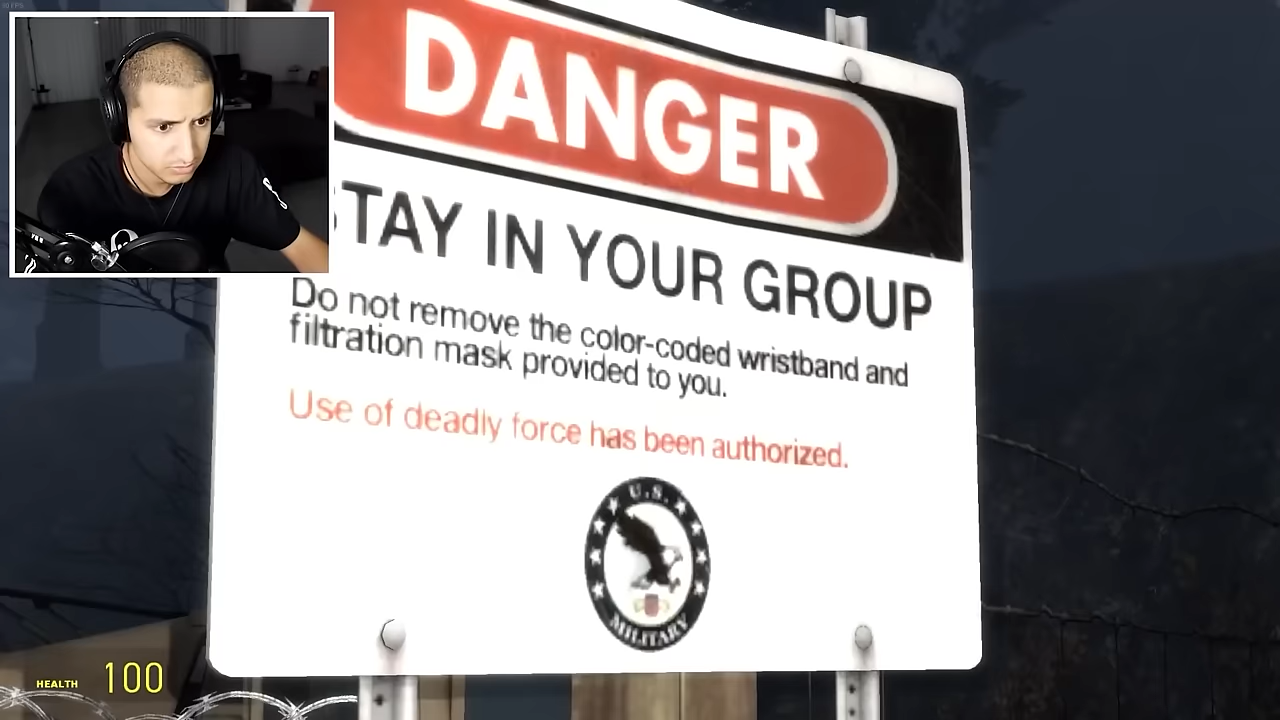 DANGER
TAY IN YOUR GROUP
Do not remove the color-coded wristband and
filtration mask provided to you.
Use of deadly force has been authorized.
U.S.
MILITARY
HEALTH 100